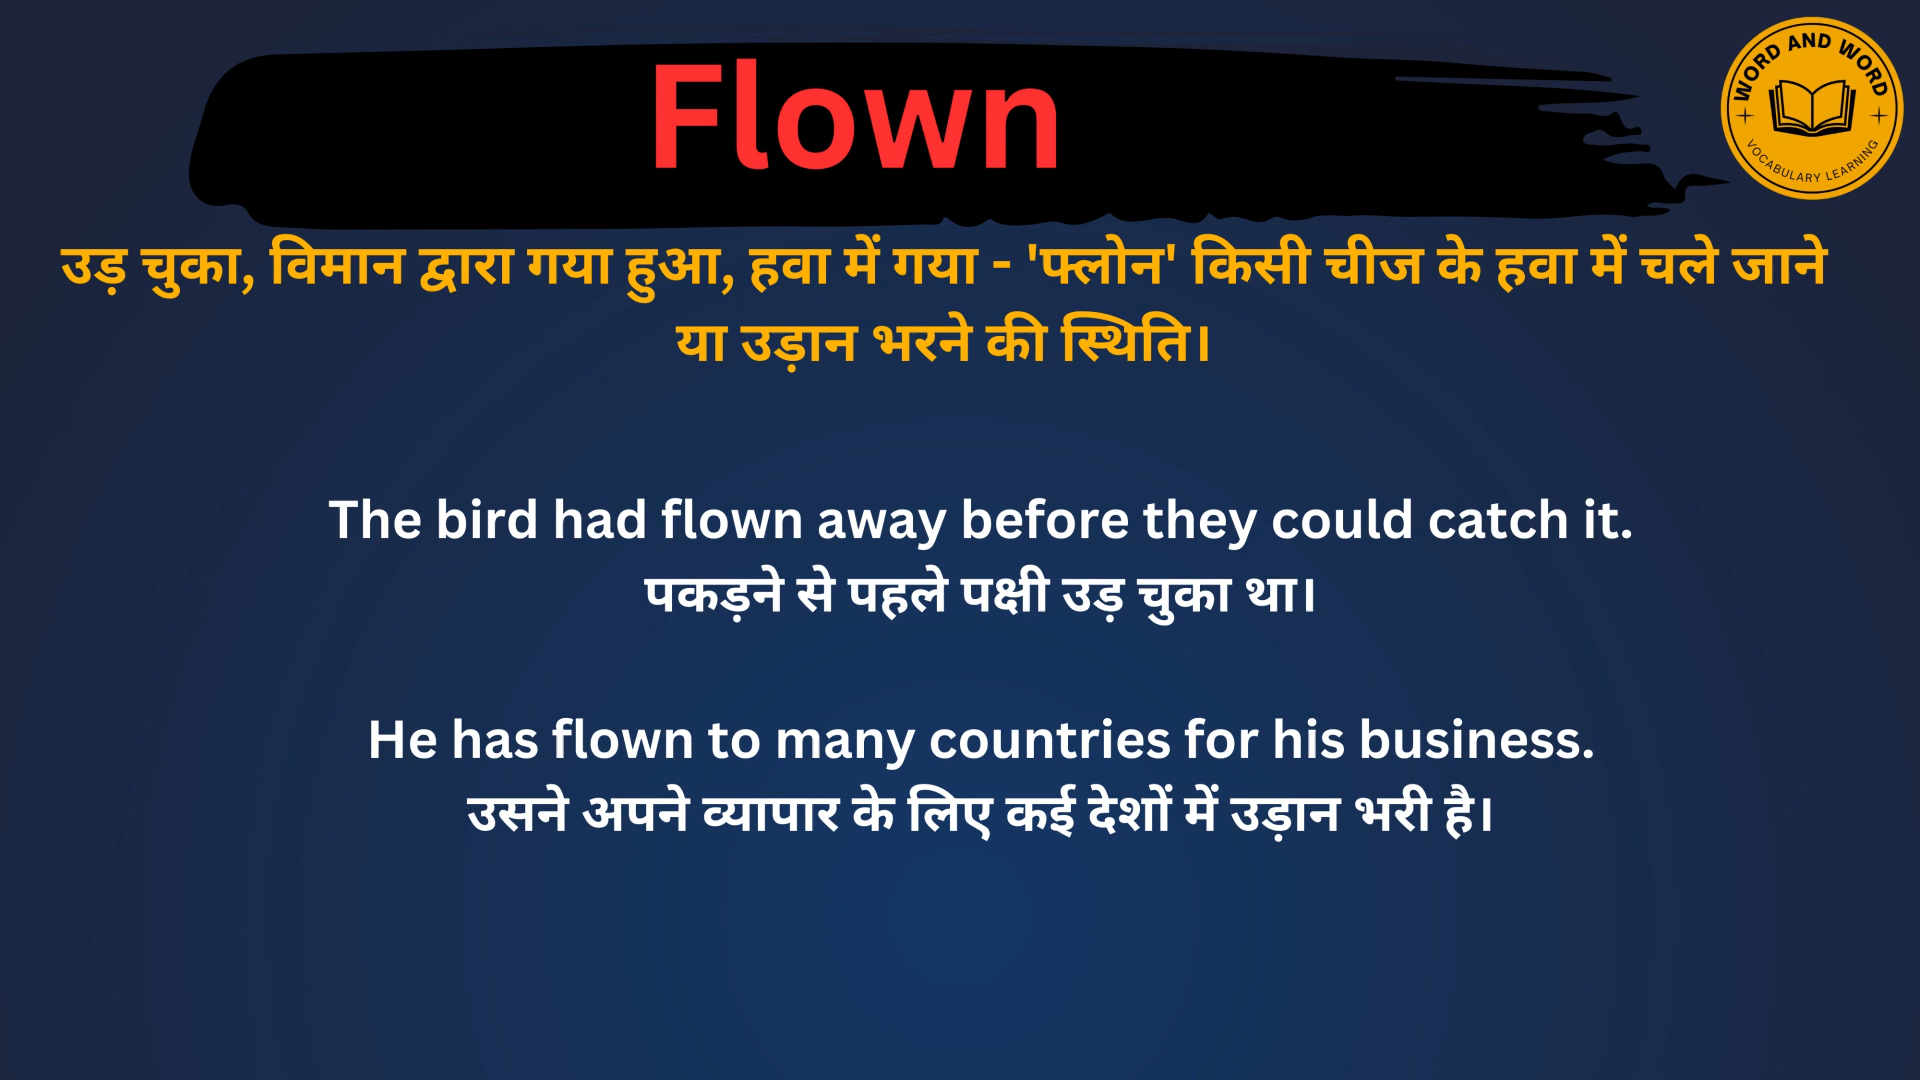 Flown
WORD AND WORD
VOCABULARY LEARNING
उड़ चुका, विमान द्वारा गया हुआ, हवा में गया - 'फ्लोन' किसी चीज के हवा में चले जाने
या उड़ान भरने की स्थिति।
The bird had flown away before they could catch it.
पकड़ने से पहले पक्षी उड़ चुका था।
He has flown to many countries for his business.
उसने अपने व्यापार के लिए कई देशों में उड़ान भरी है।